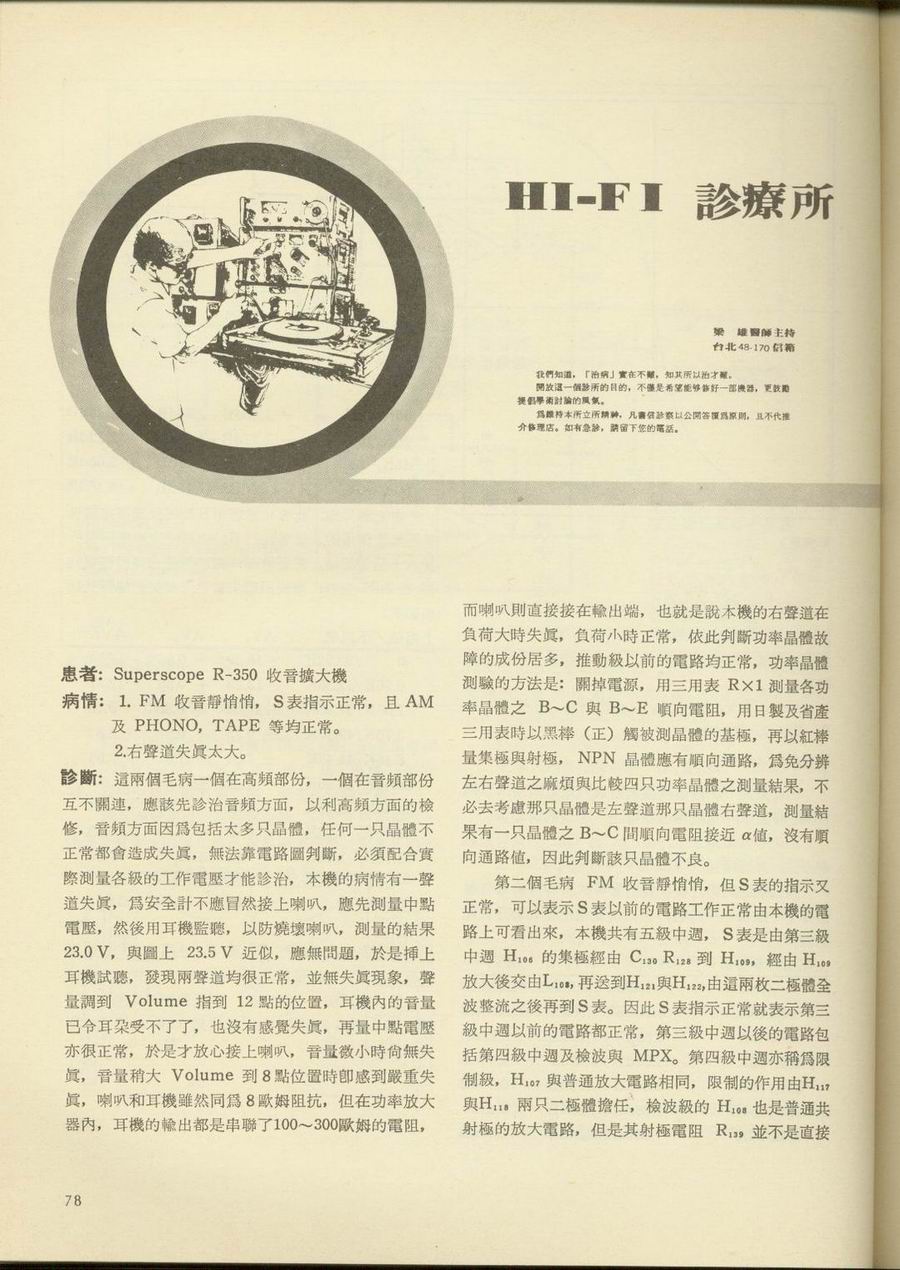 HI-FI 診療所
梁　雄醫師主持
台北48-170信箱
我們知道，「治病」實在不難，知其所以治才難。
開放這一個診所的目的，不僅是希望能够修好一部機器，更鼓勵
提倡學術討論的風氣。
爲維持本所立所精神，凡書信診察以公開答覆爲原則，且不代推
介修理店。如有急診，請留下您的電話。
患者：Superscope R-350 收音擴大機
病情：1. FM 收音靜悄悄，S表指示正常，且 AM
及 PHONO, TAPE 等均正常。
2.右聲道失眞太大。
診斷：這兩個毛病一個在高頻部份，一個在音頻部份
互不關連，應該先診治音頻方面，以利高頻方面的檢
修，音頻方面因爲包括太多只晶體，任何一只晶體不
正常都會造成失眞，無法靠電路圖判斷，必須配合實
際測量各級的工作電壓才能診治，本機的病情有一聲
道失眞，爲安全計不應冒然接上喇叭，應先測量中點
電壓，然後用耳機監聽，以防燒壞喇叭，測量的結果
23.0 V，與圖上 23.5 V 近似，應無問題，於是揷上
耳機試聽，發現兩聲道均很正常，並無失眞現象，聲
量調到 Volume 指到 12 點的位置，耳機內的音量
已令耳朶受不了了，也沒有感覺失眞，再量中點電壓
亦很正常，於是才放心接上喇叭，音量微小時尙無失
眞，音量稍大 Volume 到8點位置時卽感到嚴重失
眞，喇叭和耳機雖然同爲8歐姆阻抗，但在功率放大
器內，耳機的輸出都是串聯了100～300歐姆的電阻，
而喇叭則直接接在輸出端，也就是說本機的右聲道在
負荷大時失眞，負荷小時正常，依此判斷功率晶體故
障的成份居多，推動級以前的電路均正常，功率晶體
測驗的方法是：關掉電源，用三用表 R×1 測量各功
率晶體之 B～C 與 B～E 順向電阻，用日製及省產
三用表時以黑棒（正）觸被測晶體的基極，再以紅棒
量集極與射極，NPN 晶體應有順向通路，爲免分辨
左右聲道之麻煩與比較四只功率晶體之測量結果，不
必去考慮那只晶體是左聲道那只晶體右聲道，測量結
果有一只晶體之 B～C間順向電阻接近 α値，沒有順
向通路値，因此判斷該只晶體不良。
第二個毛病 FM 收音靜悄悄，但S表的指示又
正常，可以表示S表以前的電路工作正常由本機的電
路上可看出來，本機共有五級中週，S表是由第三級
中週 H₁₀₆ 的集極經由 C₁₃₀ R₁₂₈ 到 H₁₀₉，經由 H₁₀₉
放大後交由L₁₀₈，再送到H₁₂₁與H₁₂₂，由這兩枚二極體全
波整流之後再到S表。因此S表指示正常就表示第三
級中週以前的電路都正常，第三級中週以後的電路包
括第四級中週及檢波與 MPX。第四級中週亦稱爲限
制級，H₁₀₇ 與普通放大電路相同，限制的作用由H₁₁₇
與H₁₁₈ 兩只二極體擔任，檢波級的 H₁₀₈ 也是普通共
射極的放大電路，但是其射極電阻 R₁₃₉ 並不是直接
78